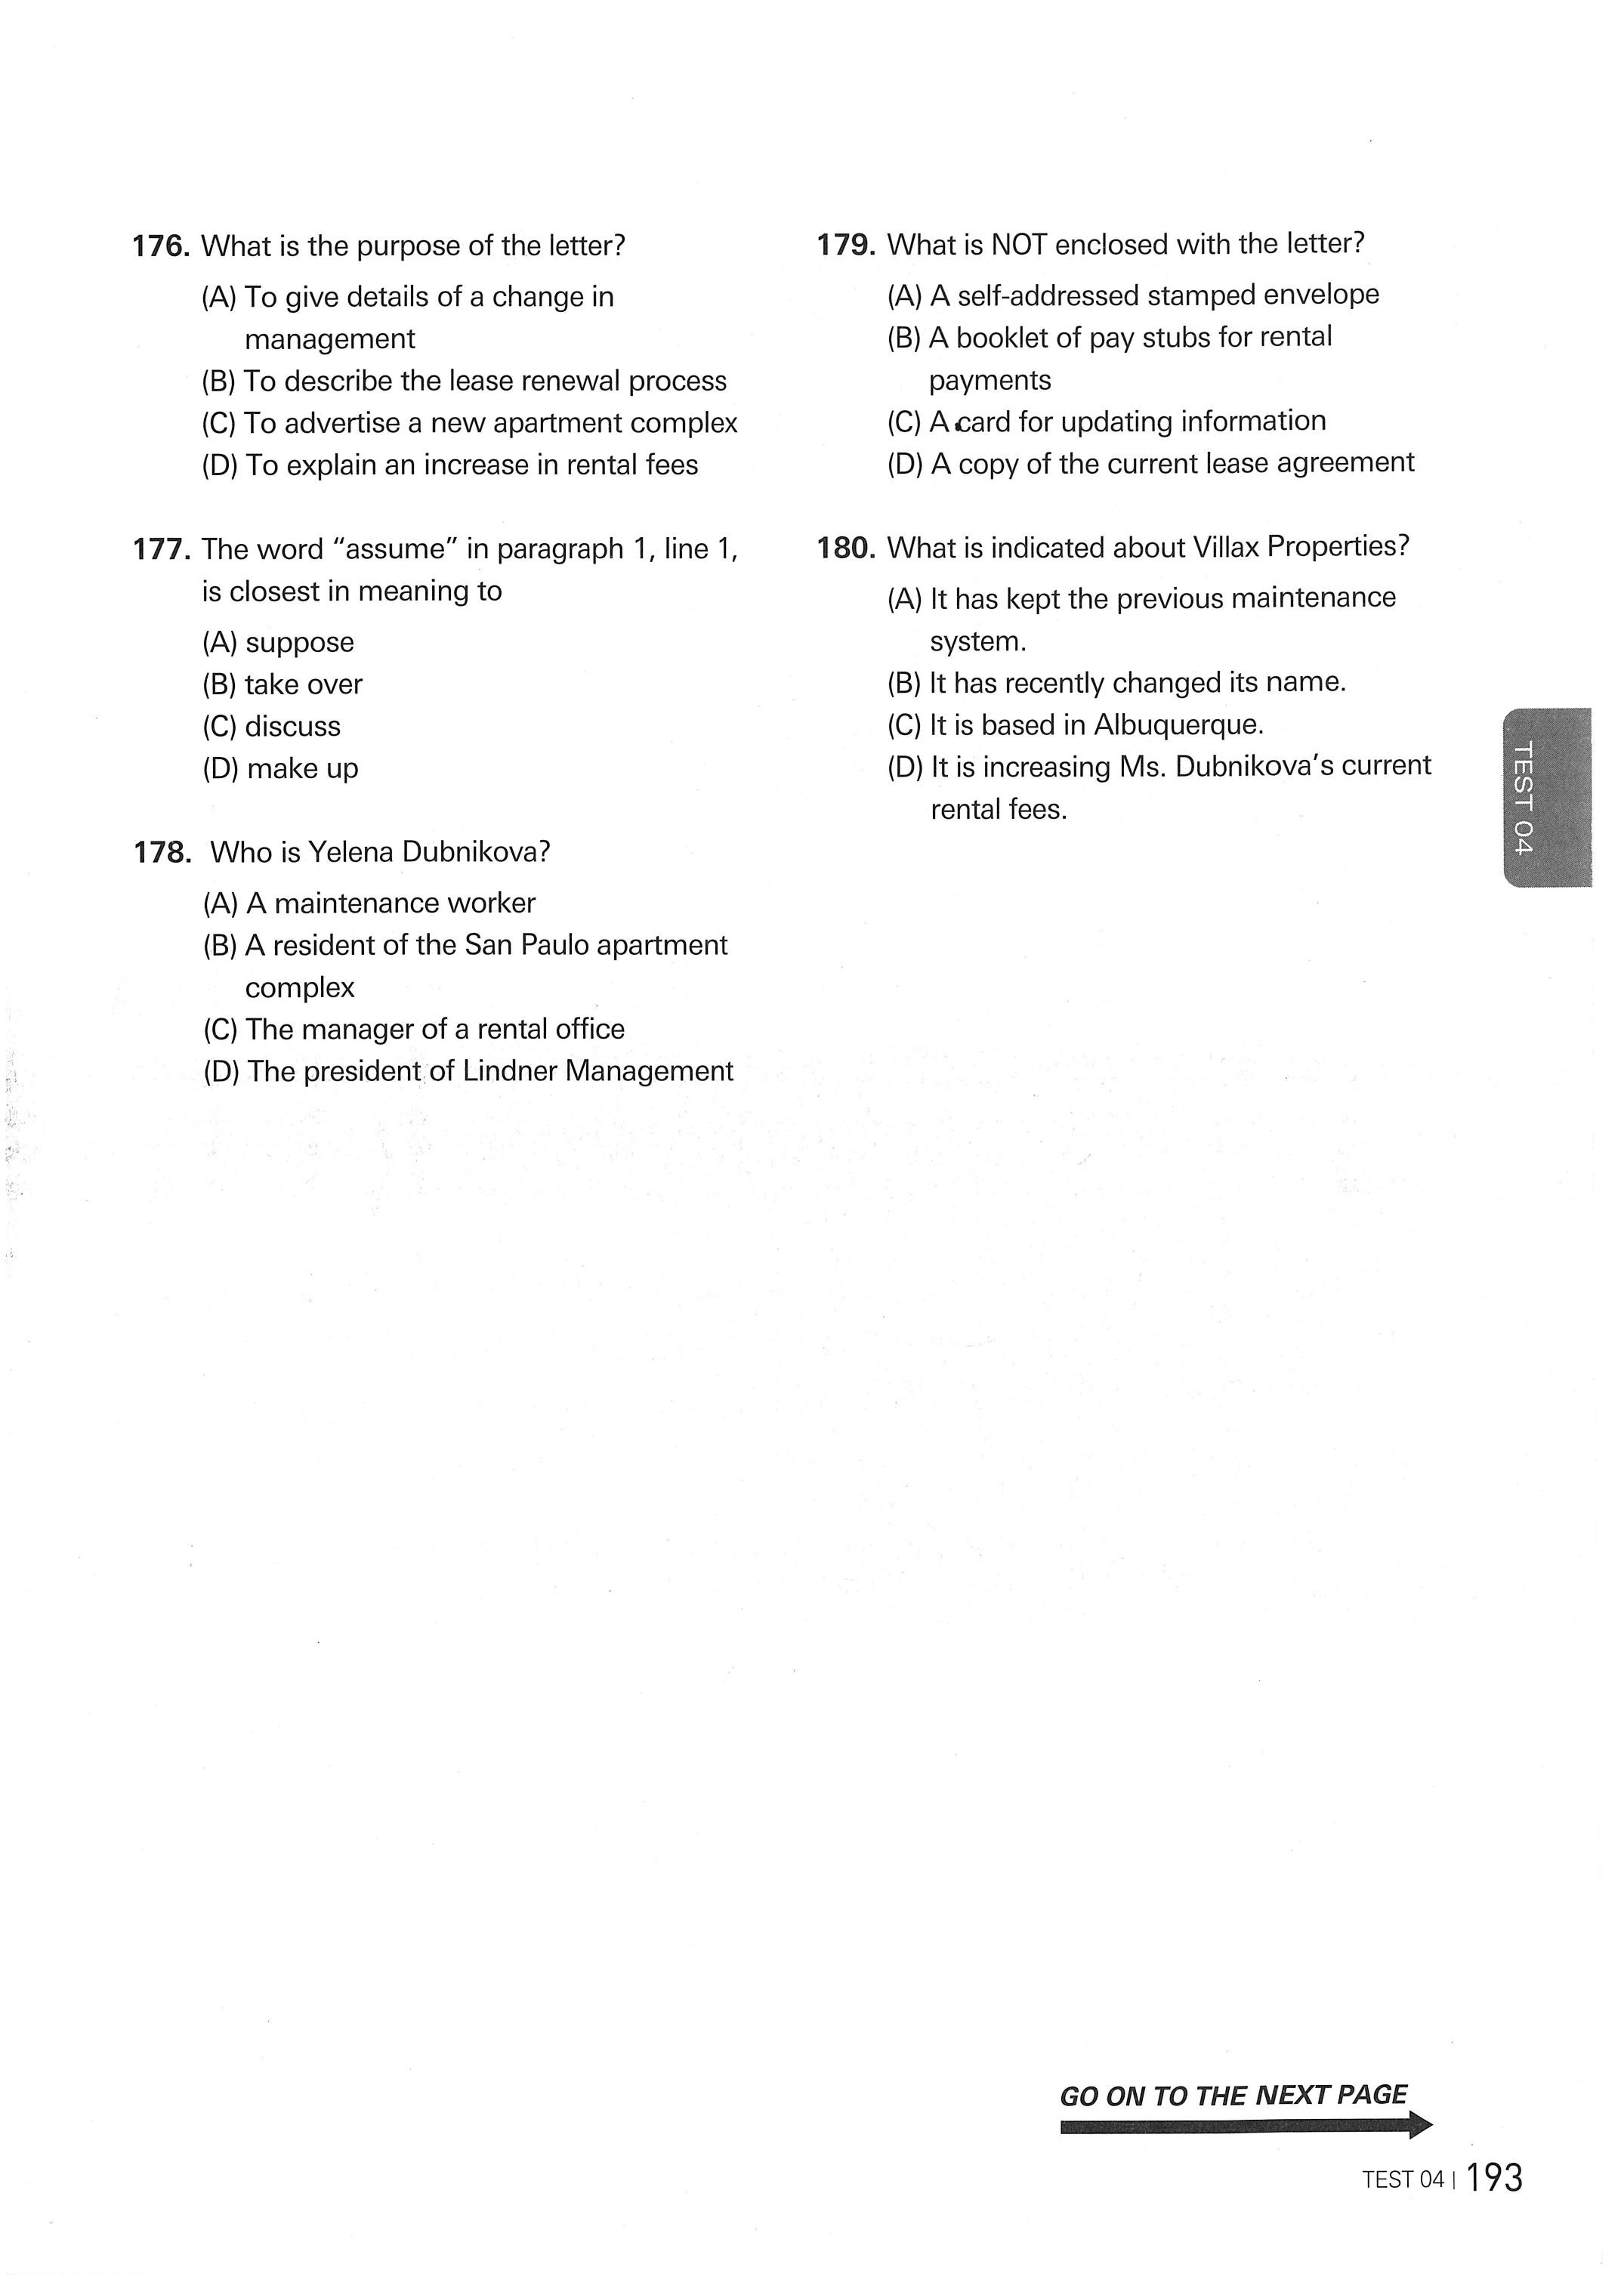 176. What is the purpose of the letter?
(A) To give details of a change in
management
(B) To describe the lease renewal process
(C) To advertise a new apartment complex
(D) To explain an increase in rental fees
177. The word “assume” in paragraph 1, line 1,
is closest in meaning to
(A) suppose
(B) take over
(C) discuss
(D) make up
178. Who is Yelena Dubnikova?
(A) A maintenance worker
(B) A resident of the San Paulo apartment
complex
(C) The manager of a rental office
(D) The president of Lindner Management
179. What is NOT enclosed with the letter?
(A) A self-addressed stamped envelope
(B) A booklet of pay stubs for rental
payments
(C) A card for updating information
(D) A copy of the current lease agreement
180. What is indicated about Villax Properties?
(A) It has kept the previous maintenance
system.
(B) It has recently changed its name.
(C) It is based in Albuquerque.
(D) It is increasing Ms. Dubnikova’s current
rental fees.
TEST 04
GO ON TO THE NEXT PAGE
TEST 04 | 193